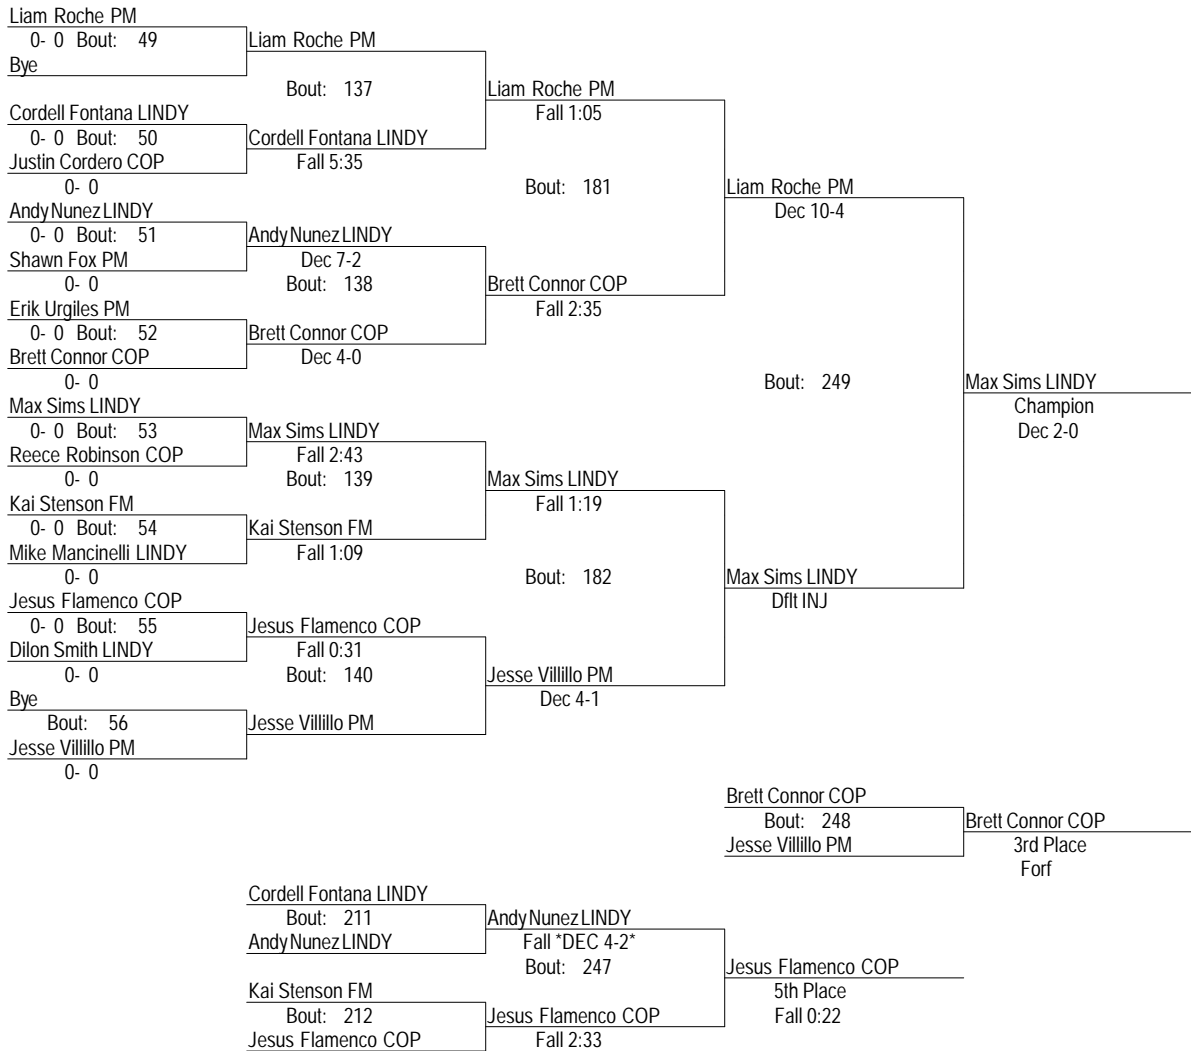 Liam Roche PM
0- 0 Bout: 49
Bye
Liam Roche PM
Bout: 137
Cordell Fontana LINDY
0- 0 Bout: 50
Justin Cordero COP
0- 0
Cordell Fontana LINDY
Fall 5:35
Liam Roche PM
Fall 1:05
Bout: 181
Andy Nunez LINDY
0- 0 Bout: 51
Shawn Fox PM
0- 0
Andy Nunez LINDY
Dec 7-2
Bout: 138
Erik Urgiles PM
0- 0 Bout: 52
Brett Connor COP
0- 0
Brett Connor COP
Dec 4-0
Brett Connor COP
Fall 2:35
Liam Roche PM
Dec 10-4
Bout: 249
Max Sims LINDY
0- 0 Bout: 53
Reece Robinson COP
0- 0
Max Sims LINDY
Fall 2:43
Bout: 139
Kai Stenson FM
0- 0 Bout: 54
Mike Mancinelli LINDY
0- 0
Kai Stenson FM
Fall 1:09
Max Sims LINDY
Fall 1:19
Bout: 182
Jesus Flamenco COP
0- 0 Bout: 55
Dilon Smith LINDY
0- 0
Jesus Flamenco COP
Fall 0:31
Bout: 140
Bye
Bout: 56
Jesse Villillo PM
0- 0
Jesse Villillo PM
Jesse Villillo PM
Dec 4-1
Max Sims LINDY
Dflt INJ
Max Sims LINDY
Champion
Dec 2-0
Brett Connor COP
Bout: 248
Jesse Villillo PM
Brett Connor COP
3rd Place
Forf
Cordell Fontana LINDY
Bout: 211
Andy Nunez LINDY
Andy Nunez LINDY
Fall *DEC 4-2*
Bout: 247
Kai Stenson FM
Bout: 212
Jesus Flamenco COP
Jesus Flamenco COP
Fall 2:33
Jesus Flamenco COP
5th Place
Fall 0:22